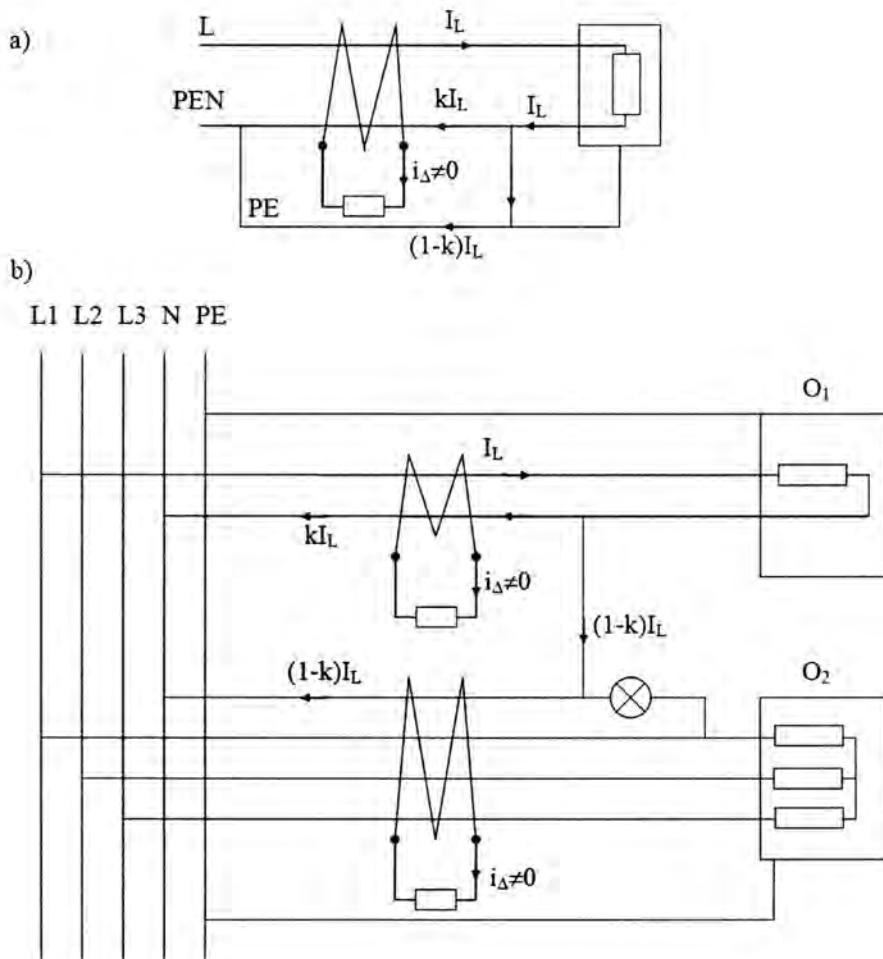 a)
L
I_L
PEN
kI_L
I_L
i_Δ≠0
PE
(1-k)I_L
b)
L1 L2 L3 N PE
O₁
I_L
kI_L
i_Δ≠0
(1-k)I_L
(1-k)I_L
O₂
i_Δ≠0